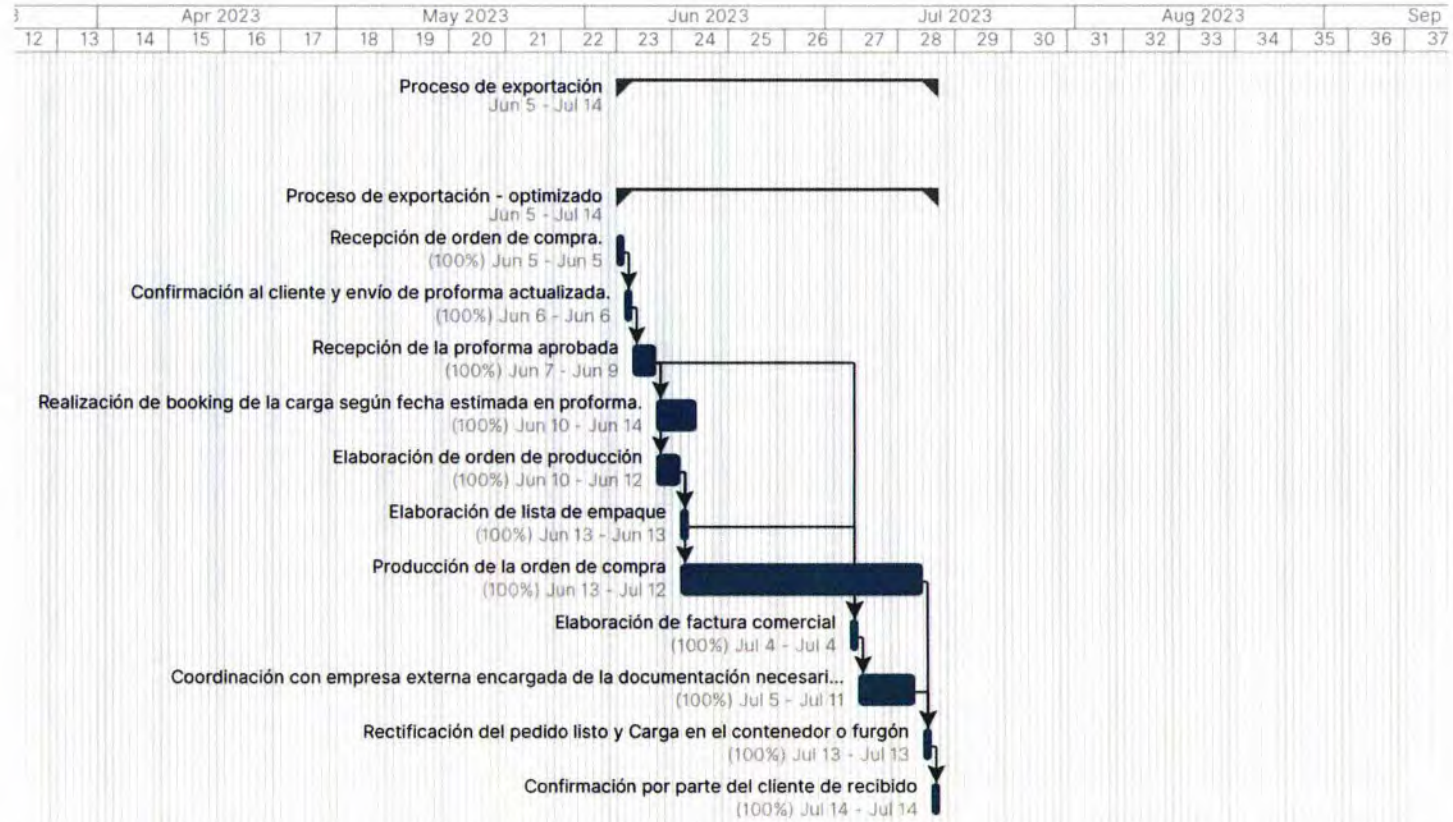 3 Apr 2023 May 2023 Jun 2023 Jul 2023 Aug 2023 Sep
12 13 14 15 16 17 18 19 20 21 22 23 24 25 26 27 28 29 30 31 32 33 34 35 36 37
Proceso de exportación
Jun 5 - Jul 14
Proceso de exportación - optimizado
Jun 5 - Jul 14
Recepción de orden de compra.
(100%) Jun 5 - Jun 5
Confirmación al cliente y envío de proforma actualizada.
(100%) Jun 6 - Jun 6
Recepción de la proforma aprobada
(100%) Jun 7 - Jun 9
Realización de booking de la carga según fecha estimada en proforma.
(100%) Jun 10 - Jun 14
Elaboración de orden de producción
(100%) Jun 10 - Jun 12
Elaboración de lista de empaque
(100%) Jun 13 - Jun 13
Producción de la orden de compra
(100%) Jun 13 - Jul 12
Elaboración de factura comercial
(100%) Jul 4 - Jul 4
Coordinación con empresa externa encargada de la documentación necesari...
(100%) Jul 5 - Jul 11
Rectificación del pedido listo y Carga en el contenedor o furgón
(100%) Jul 13 - Jul 13
Confirmación por parte del cliente de recibido
(100%) Jul 14 - Jul 14